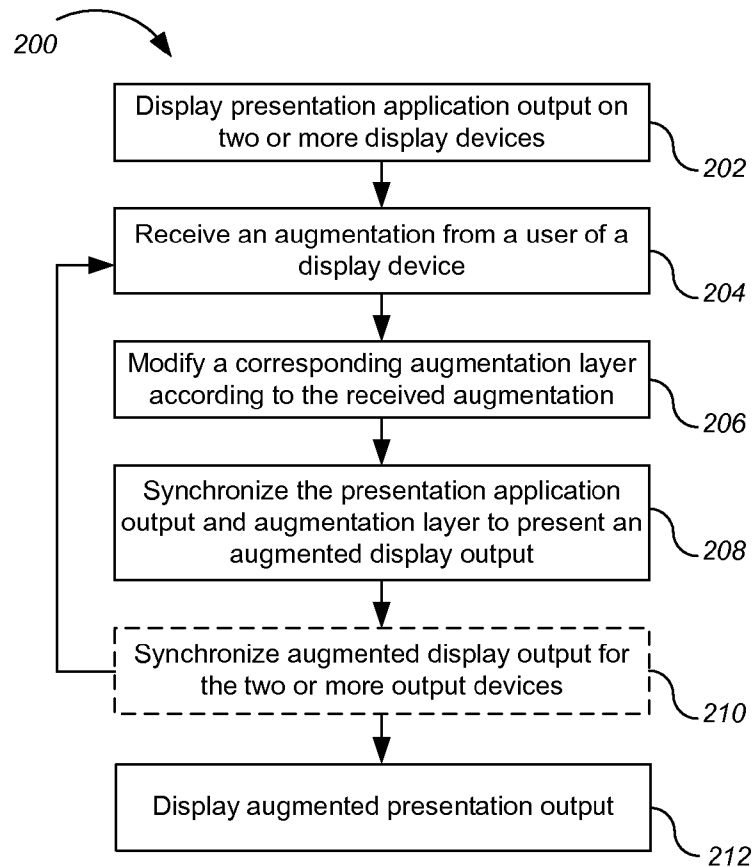 200
Display presentation application output on
two or more display devices
202
Receive an augmentation from a user of a
display device
204
Modify a corresponding augmentation layer
according to the received augmentation
206
Synchronize the presentation application
output and augmentation layer to present an
augmented display output
208
Synchronize augmented display output for
the two or more output devices
210
Display augmented presentation output
212